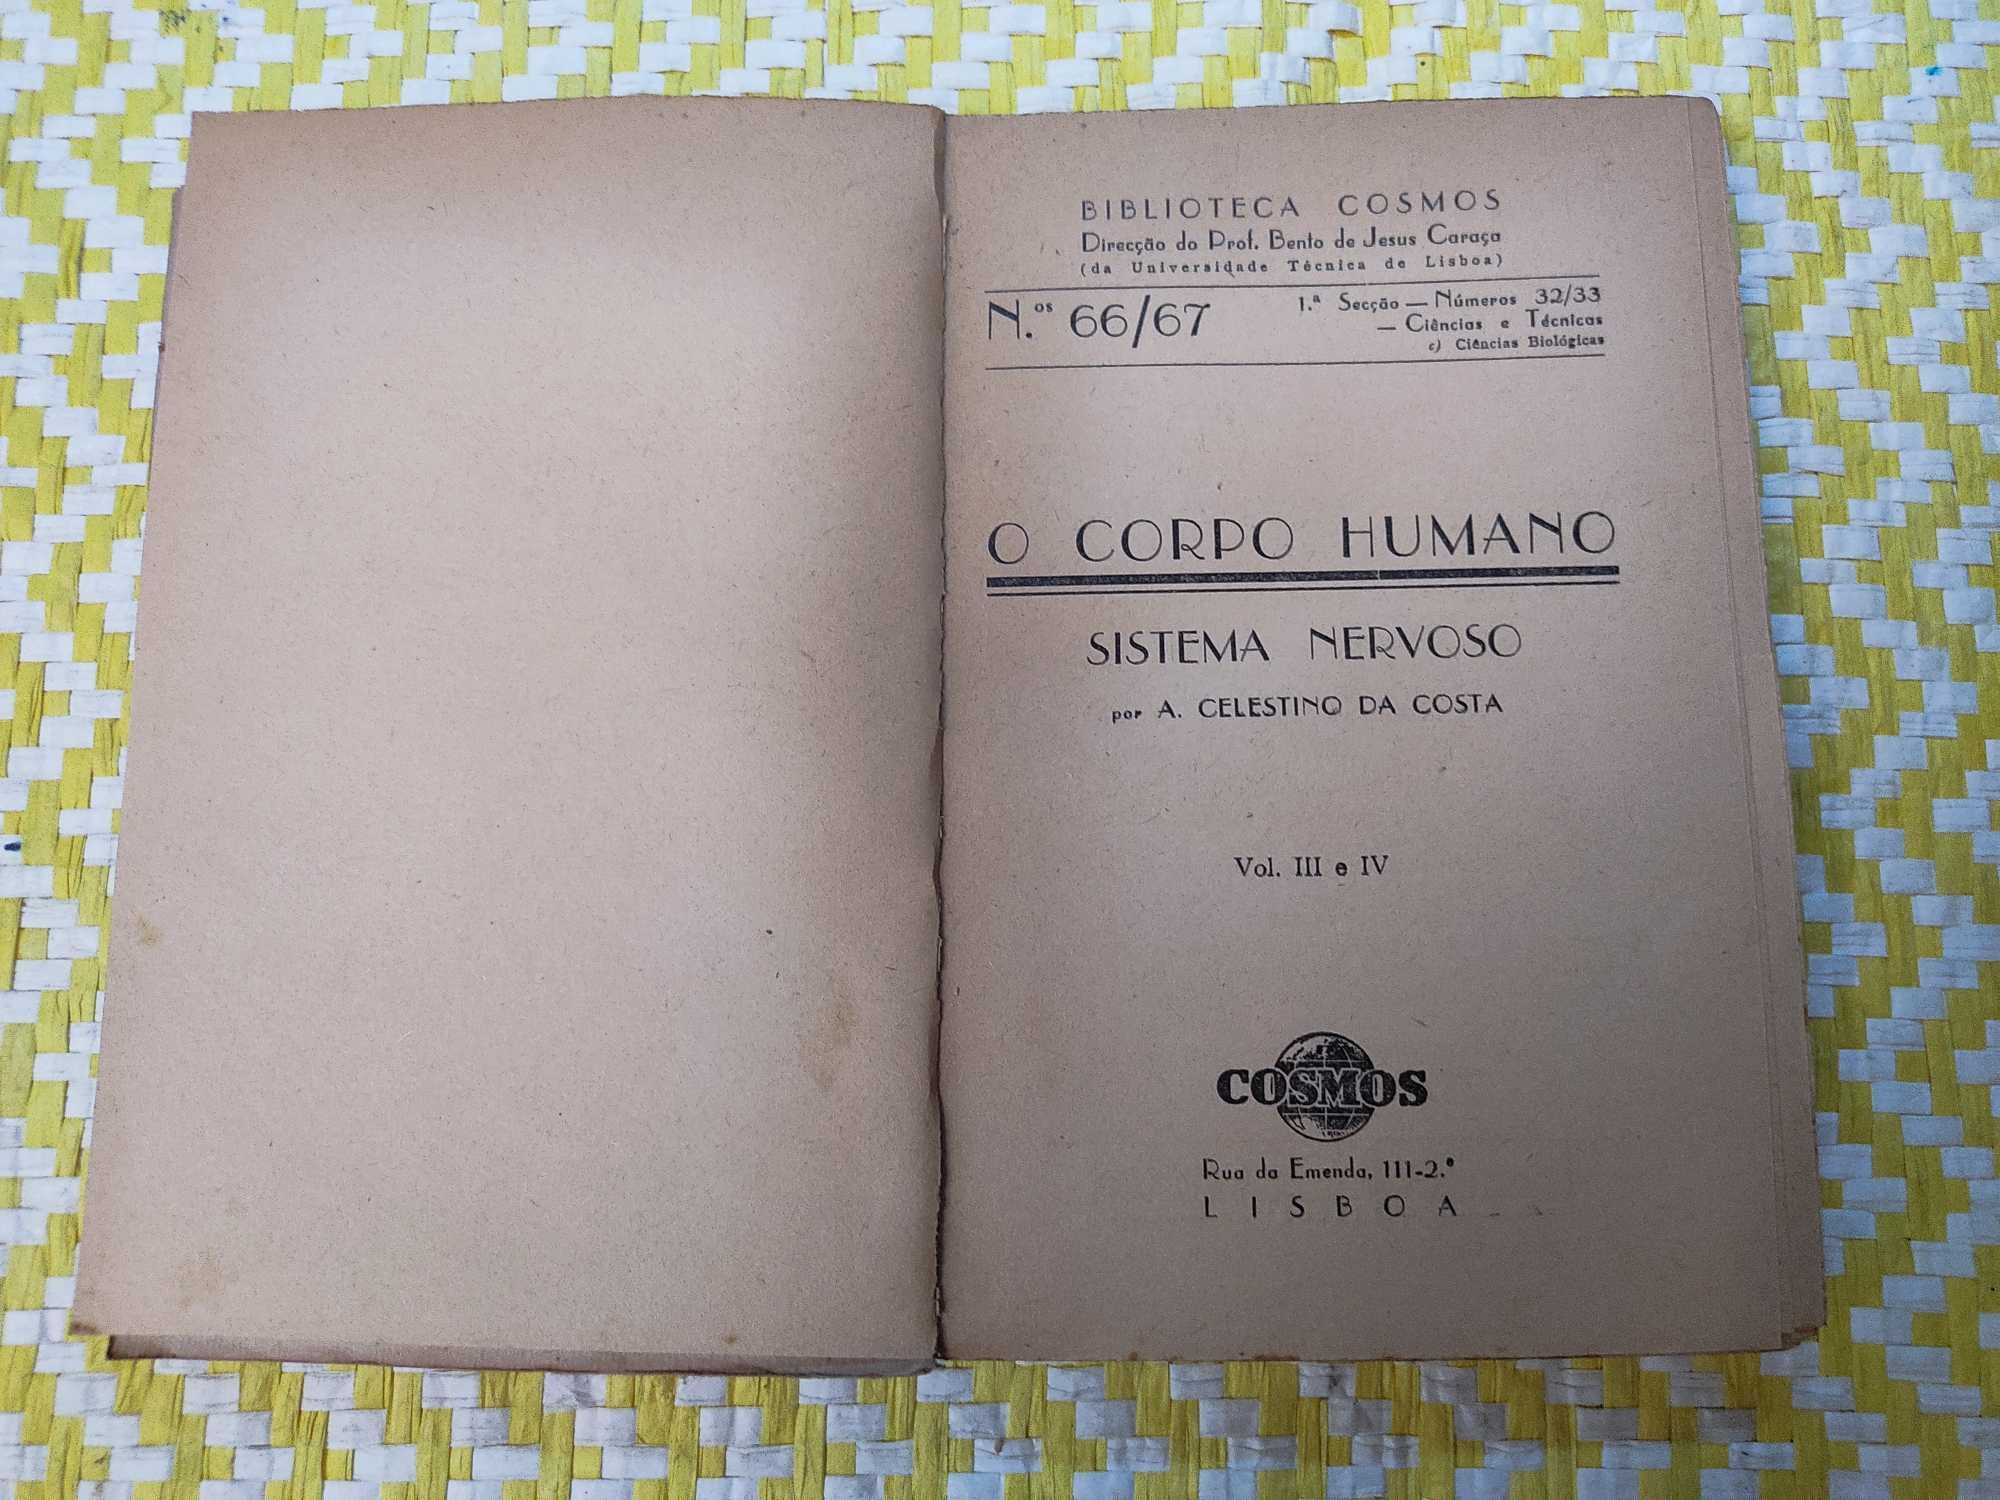 BIBLIOTECA COSMOS
Direcção do Prof. Bento de Jesus Caraça
(da Universidade Técnica de Lisboa)
N.os 66/67
1.ª Secção — Números 32/33
— Ciências e Técnicas
c) Ciências Biológicas
O CORPO HUMANO
SISTEMA NERVOSO
por A. CELESTINO DA COSTA
Vol. III e IV
COSMOS
Rua da Emenda, 111-2.º
LISBOA